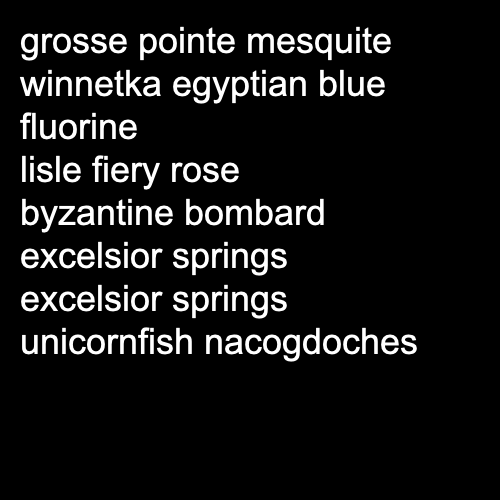 grosse pointe mesquite
winnetka egyptian blue
fluorine
lisle fiery rose
byzantine bombard
excelsior springs
excelsior springs
unicornfish nacogdoches